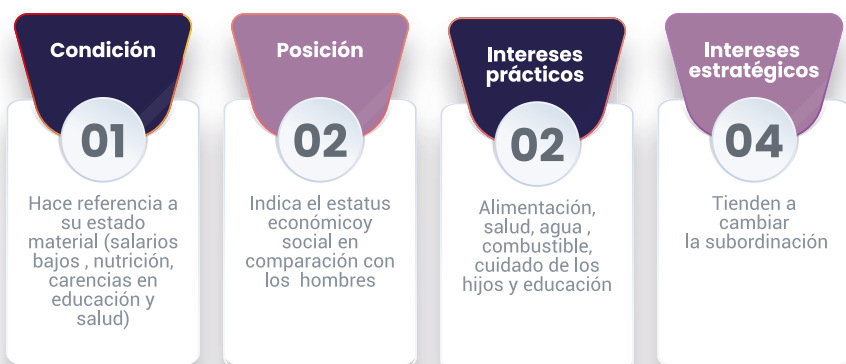 Condición
01
Hace referencia a
su estado
material (salarios
bajos , nutrición,
carencias en
educación y
salud)
Posición
02
Indica el estatus
económicoy
social en
comparación con
los hombres
Intereses
prácticos
02
Alimentación,
salud, agua ,
combustible,
cuidado de los
hijos y educación
Intereses
estratégicos
04
Tienden a
cambiar
la subordinación